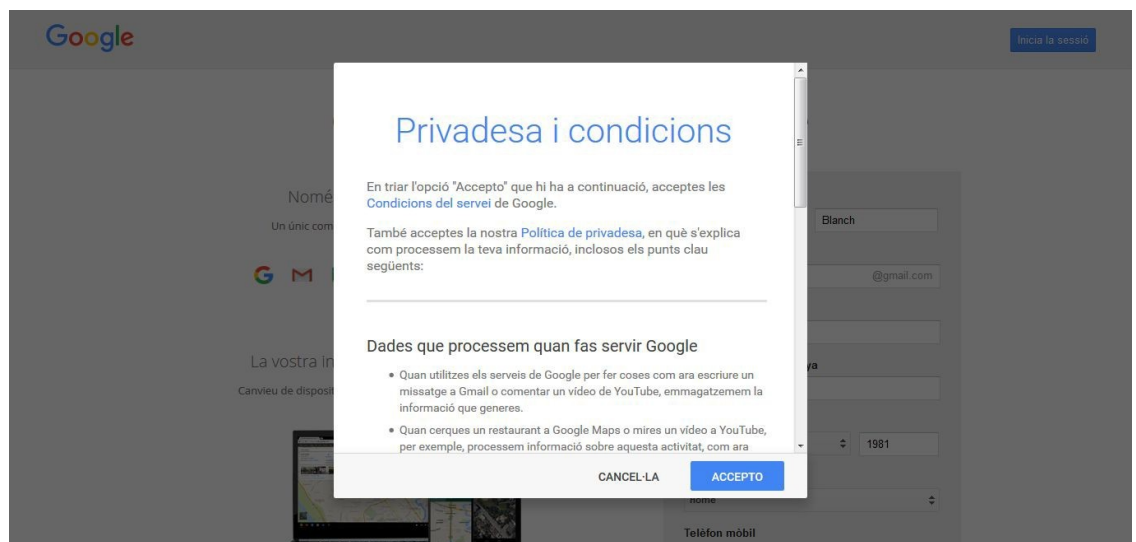 Google
Inicia la sessió
Privadesa i condicions
En triar l'opció "Accepto" que hi ha a continuació, acceptes les
Condicions del servei de Google.
També acceptes la nostra Política de privadesa, en què s'explica
com processem la teva informació, inclosos els punts clau
següents:
Dades que processem quan fas servir Google
• Quan utilitzes els serveis de Google per fer coses com ara escriure un
missatge a Gmail o comentar un vídeo de YouTube, emmagatzemem la
informació que generes.
• Quan cerques un restaurant a Google Maps o mires un vídeo a YouTube,
per exemple, processem informació sobre aquesta activitat, com ara
CANCEL·LA
ACCEPTO
Nomé
Un únic com
G M
La vostra
Canvieu de disposit
Blanch
@gmail.com
ya
1981
home
Telèfon mòbil